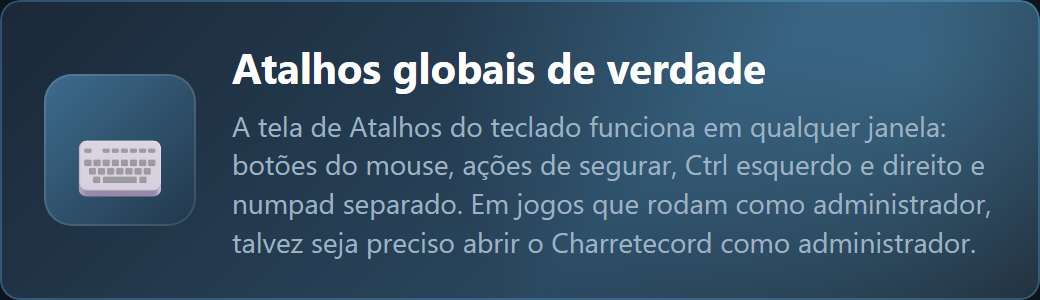 Atalhos globais de verdade
A tela de Atalhos do teclado funciona em qualquer janela:
botões do mouse, ações de segurar, Ctrl esquerdo e direito e
numpad separado. Em jogos que rodam como administrador,
talvez seja preciso abrir o Charretecord como administrador.